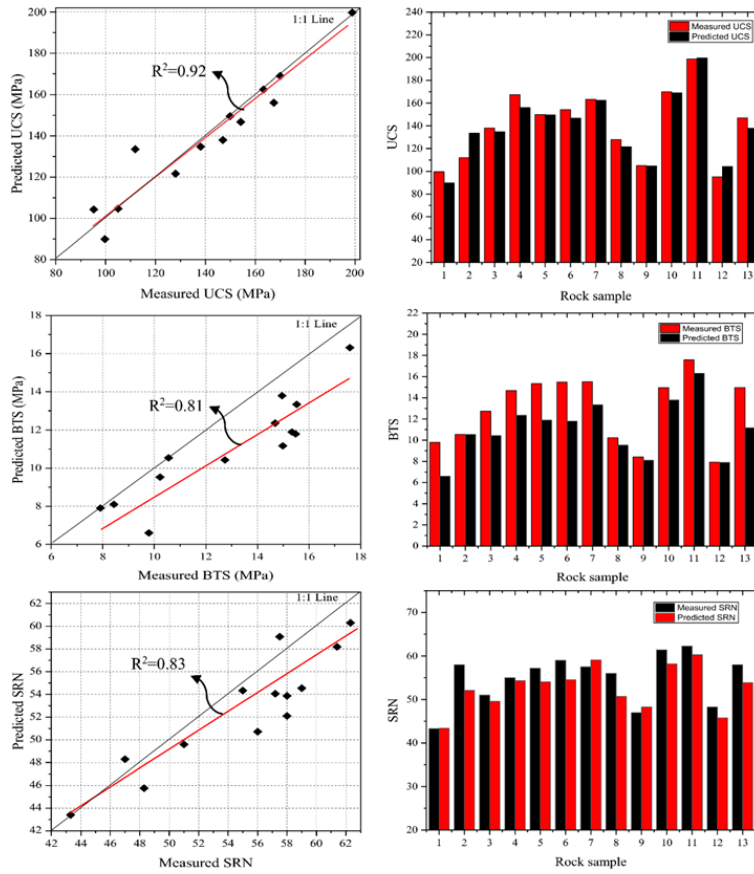 200
180
160
140
120
100
80
80 100 120 140 160 180 200
Predicted UCS (MPa)
Measured UCS (MPa)
1:1 Line
R²=0.92
240
220
200
180
160
140
120
100
80
60
40
20
1 2 3 4 5 6 7 8 9 10 11 12 13
UCS
Rock sample
Measured UCS
Predicted UCS
18
16
14
12
10
8
6
6 8 10 12 14 16 18
Predicted BTS (MPa)
Measured BTS (MPa)
1:1 Line
R²=0.81
22
20
18
16
14
12
10
8
6
4
2
0
1 2 3 4 5 6 7 8 9 10 11 12 13
BTS
Rock sample
Measured BTS
Predicted BTS
62
60
58
56
54
52
50
48
46
44
42
42 44 46 48 50 52 54 56 58 60 62
Predicted SRN
Measured SRN
1:1 Line
R²=0.83
70
60
50
40
30
20
1 2 3 4 5 6 7 8 9 10 11 12 13
SRN
Rock sample
Measured SRN
Predicted SRN